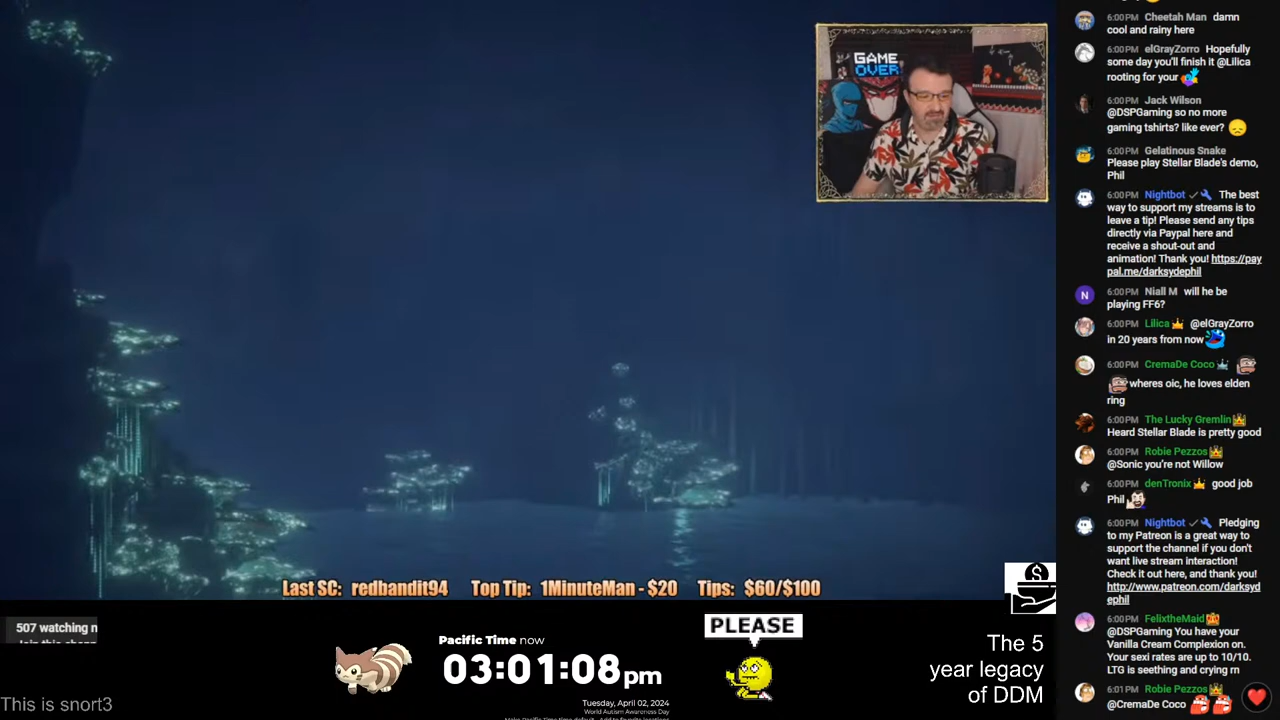 GAME
OVER
Last SC: redbandit94 Top Tip: 1MinuteMan - $20 Tips: $60/$100
507 watching n
This is snort3
Pacific Time now
03:01:08pm
Tuesday, April 02, 2024
World Autism Awareness Day
PLEASE
The 5
year legacy
of DDM
6:00PM Cheetah Man damn
cool and rainy here
6:00PM elGrayZorro Hopefully
some day you'll finish it @Lilica
rooting for your
6:00PM Jack Wilson
@DSPGaming so no more
gaming tshirts? like ever?
6:00PM Gelatinous Snake
Please play Stellar Blade's demo,
Phil
6:00PM Nightbot The best
way to support my streams is to
leave a tip! Please send any tips
directly via Paypal here and
receive a shout-out and
animation! Thank you! https://pay
pal.me/darksydephil
N
6:00PM Niall M will he be
playing FF6?
6:00PM Lilica @elGrayZorro
in 20 years from now
6:00PM CremaDe Coco
wheres oic, he loves elden
ring
6:00PM The Lucky Gremlin
Heard Stellar Blade is pretty good
6:00PM Robie Pezzos
@Sonic you're not Willow
6:00PM denTronix good job
Phil
6:00PM Nightbot Pledging
to my Patreon is a great way to
support the channel if you don't
want live stream interaction!
Check it out here, and thank you!
http://www.patreon.com/darksyd
ephil
6:00PM FelixtheMaid
@DSPGaming You have your
Vanilla Cream Complexion on.
Your sexi rates are up to 10/10.
LTG is seething and crying rn
6:01PM Robie Pezzos
@CremaDe Coco